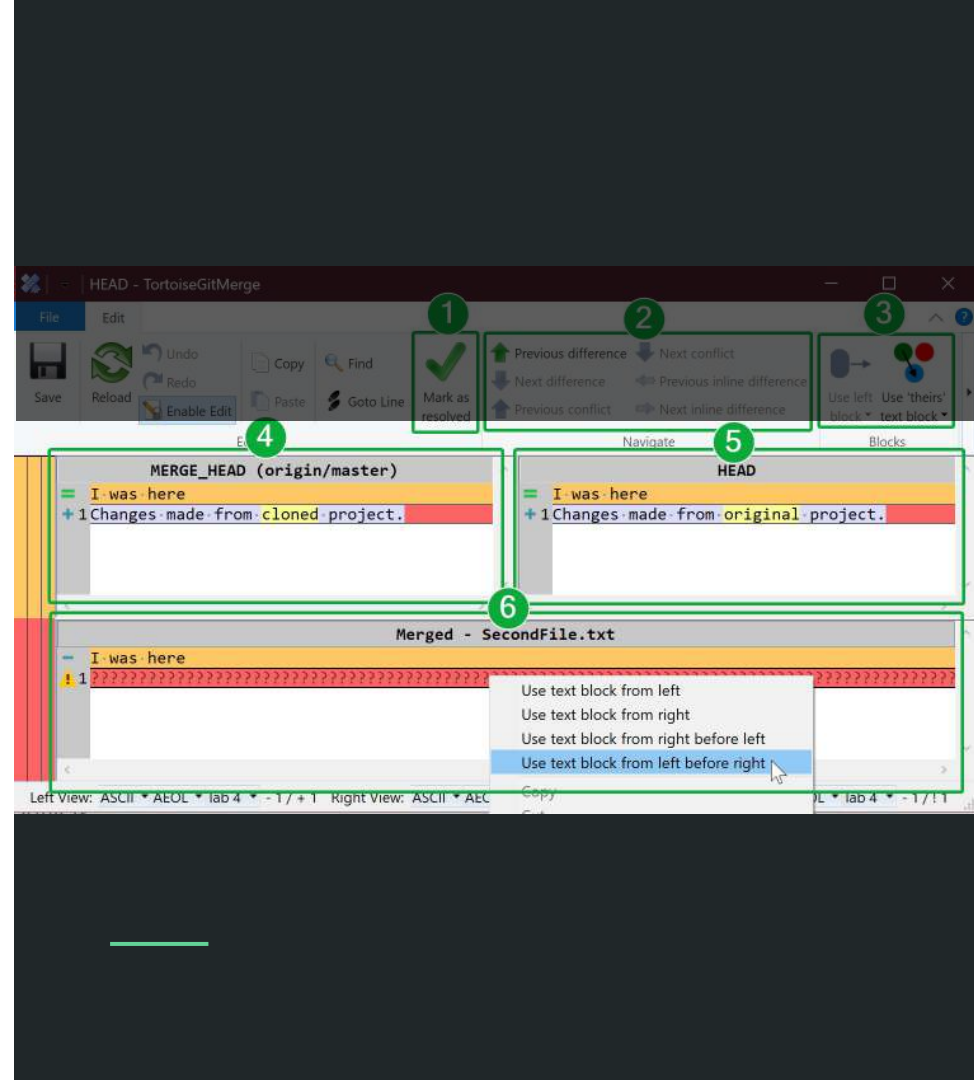 HEAD - TortoiseGitMerge
File Edit
1 2 3
Save Reload Undo Redo Enable Edit Copy Paste Find Goto Line Mark as resolved
Previous difference Next conflict
Next difference Previous inline difference
Previous conflict Next inline difference
Use left block Use 'theirs' text block
4 Navigate 5 Blocks
MERGE_HEAD (origin/master)
I·was·here
1 Changes·made·from·cloned·project.
HEAD
I·was·here
1 Changes·made·from·original·project.
6
Merged - SecondFile.txt
I·was·here
Use text block from left
Use text block from right
Use text block from right before left
Use text block from left before right
Copy
Left View: ASCII AEOL Tab 4 - 1 / + 1 Right View: ASCII Tab 4 - 1 / ! 1